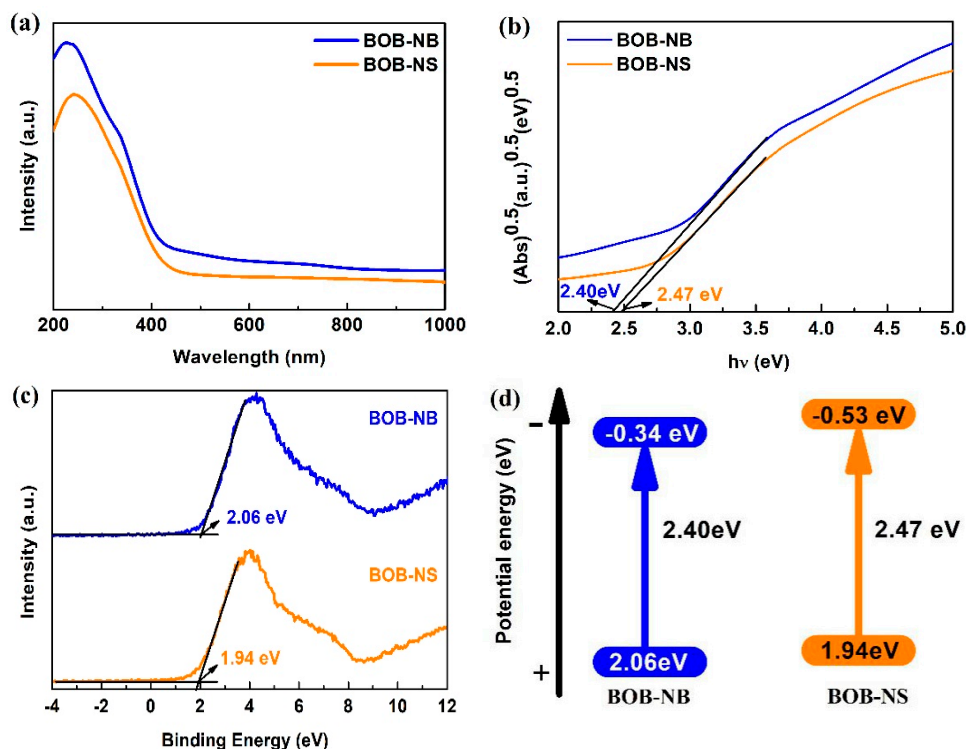 (a)
BOB-NB
BOB-NS
Intensity (a.u.)
200 400 600 800 1000
Wavelength (nm)
(b)
BOB-NB
BOB-NS
(Abs)^0.5(a.u.)^0.5(eV)^0.5
2.40eV
2.47 eV
2.0 2.5 3.0 3.5 4.0 4.5 5.0
hν (eV)
(c)
BOB-NB
2.06 eV
BOB-NS
1.94 eV
Intensity (a.u.)
-4 -2 0 2 4 6 8 10 12
Binding Energy (eV)
(d)
Potential energy (eV)
−
+
-0.34 eV
2.40eV
2.06eV
BOB-NB
-0.53 eV
2.47 eV
1.94eV
BOB-NS